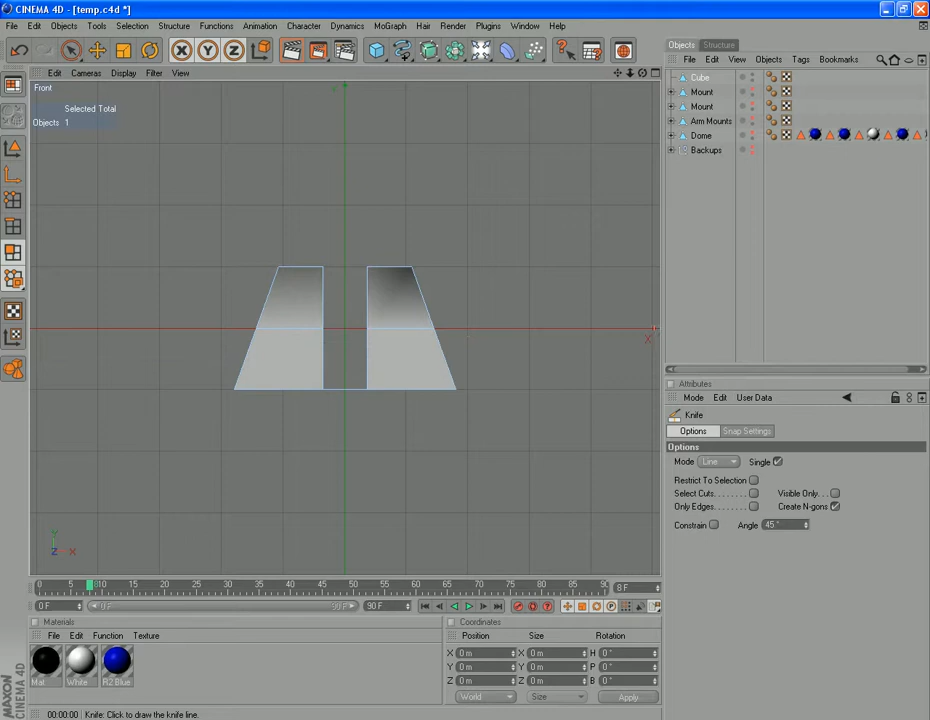 CINEMA 4D - [temp.c4d *]
File Edit Objects Tools Selection Structure Functions Animation Character Dynamics MoGraph Hair Render Plugins Window Help
X Y Z
Objects Structure
Edit Cameras Display Filter View
File Edit View Objects Tags Bookmarks
Front
Selected Total
Objects 1
Y
X
Y
Z X
Cube
Mount
Mount
Arm Mounts
Dome
Backups
Attributes
Mode Edit User Data
Knife
Options Snap Settings
Options
Mode Line Single
Restrict To Selection
Select Cuts Visible Only
Only Edges Create N-gons
Constrain Angle 45 °
0 5 10 15 20 25 30 35 40 45 50 55 60 65 70 75 80 85 90 8 F
0 F 0 F 90 F 90 F
Materials
File Edit Function Texture
Mat White R2 Blue
Coordinates
Position Size Rotation
X 0 m X 0 m H 0 °
Y 0 m Y 0 m P 0 °
Z 0 m Z 0 m B 0 °
World Size Apply
MAXON CINEMA 4D
00:00:00 Knife: Click to draw the knife line.